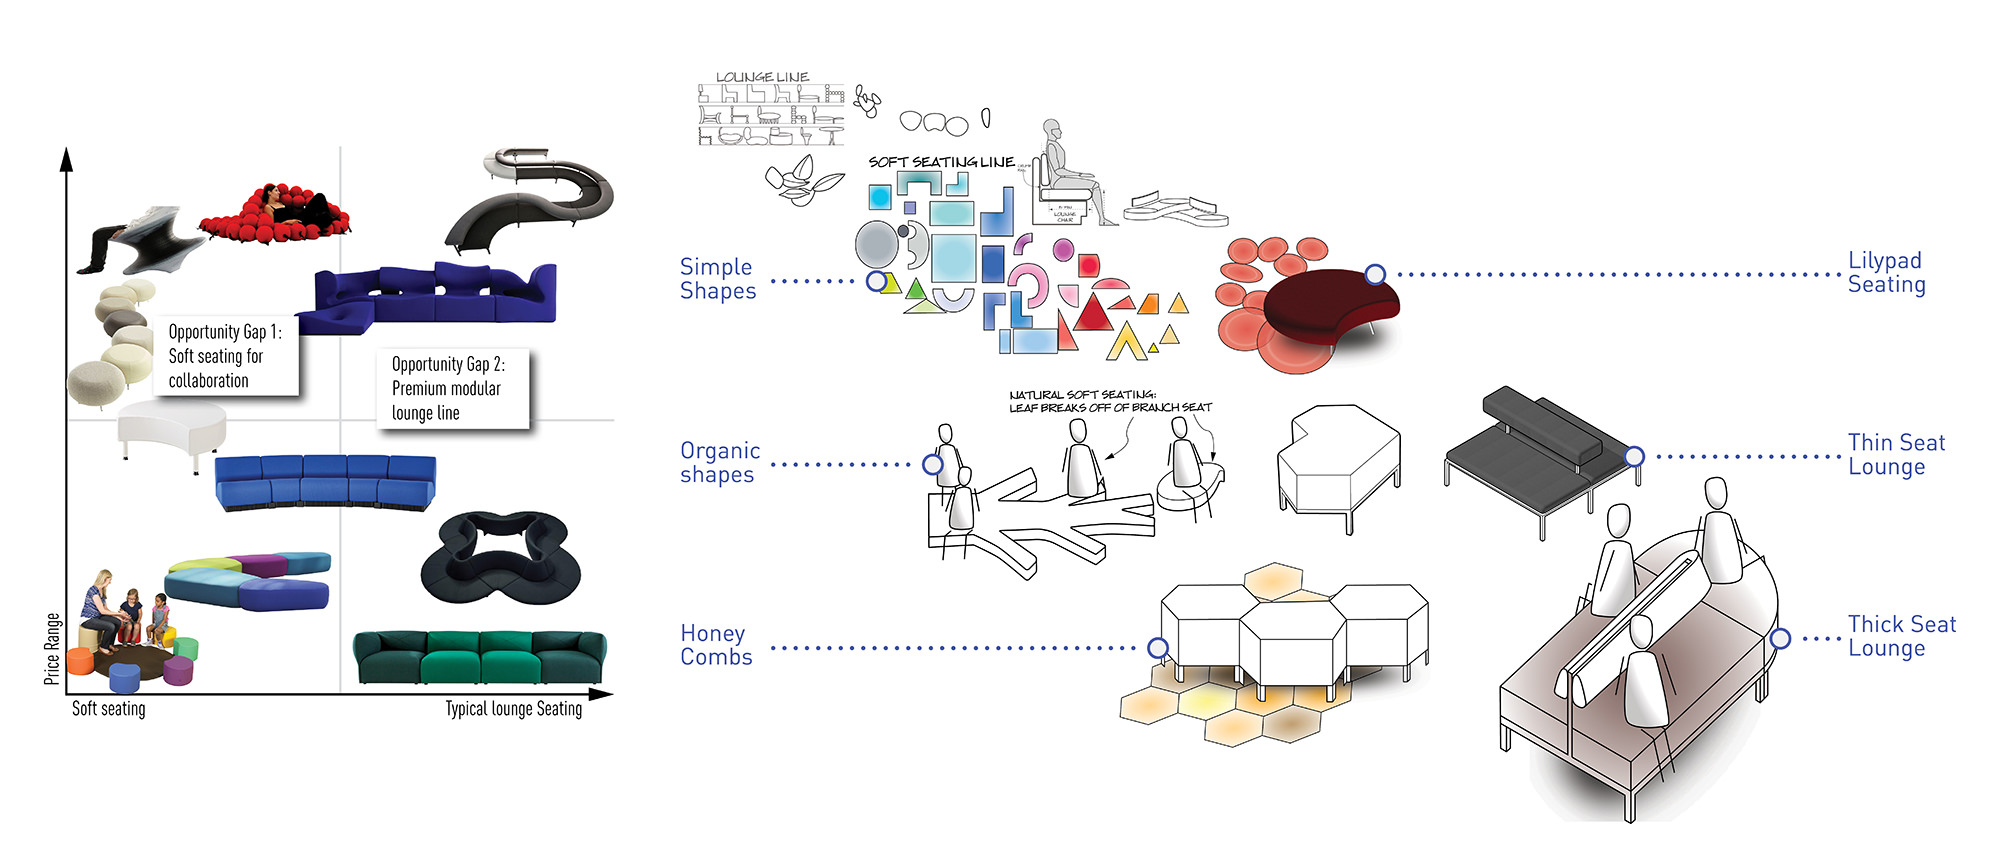 Price Range
Soft seating
Typical lounge Seating
Opportunity Gap 1:
Soft seating for
collaboration
Opportunity Gap 2:
Premium modular
lounge line
LOUNGE LINE
SOFT SEATING LINE
LOUNGE
CHAIR
Simple
Shapes
Lilypad
Seating
NATURAL SOFT SEATING:
LEAF BREAKS OFF OF BRANCH SEAT
Organic
shapes
Thin Seat
Lounge
Honey
Combs
Thick Seat
Lounge